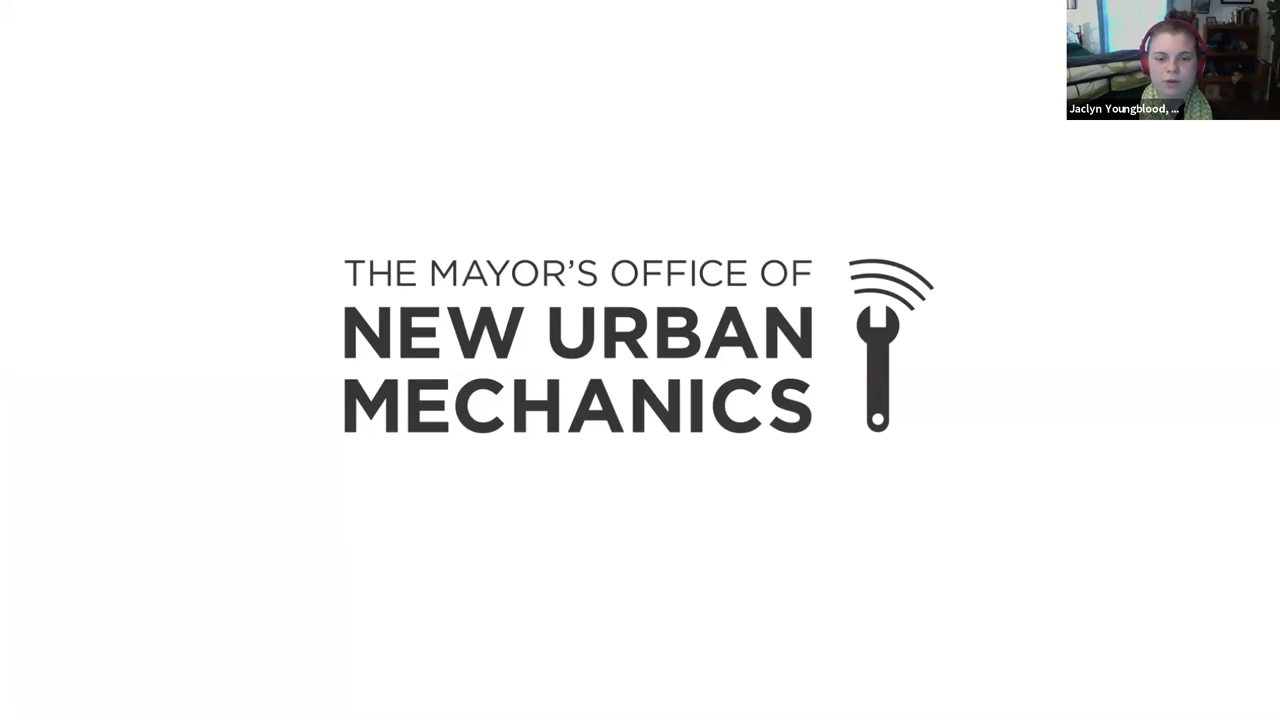 Jaclyn Youngblood, ...
THE MAYOR'S OFFICE OF
NEW URBAN
MECHANICS